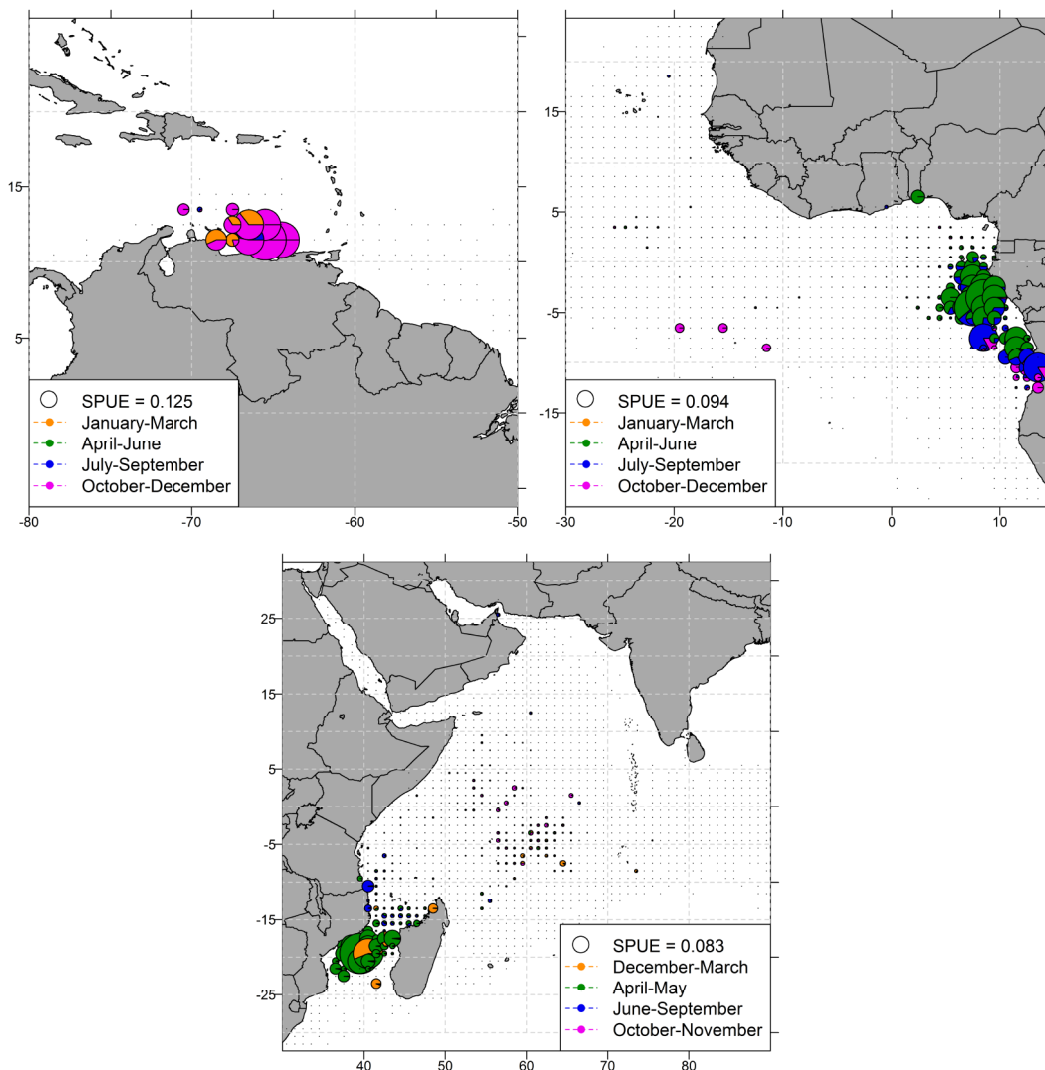 15
5
-80
-70
-60
-50
SPUE = 0.125
January-March
April-June
July-September
October-December
15
5
-5
-15
-30
-20
-10
0
10
SPUE = 0.094
January-March
April-June
July-September
October-December
25
15
5
-5
-15
-25
40
50
60
70
80
SPUE = 0.083
December-March
April-May
June-September
October-November